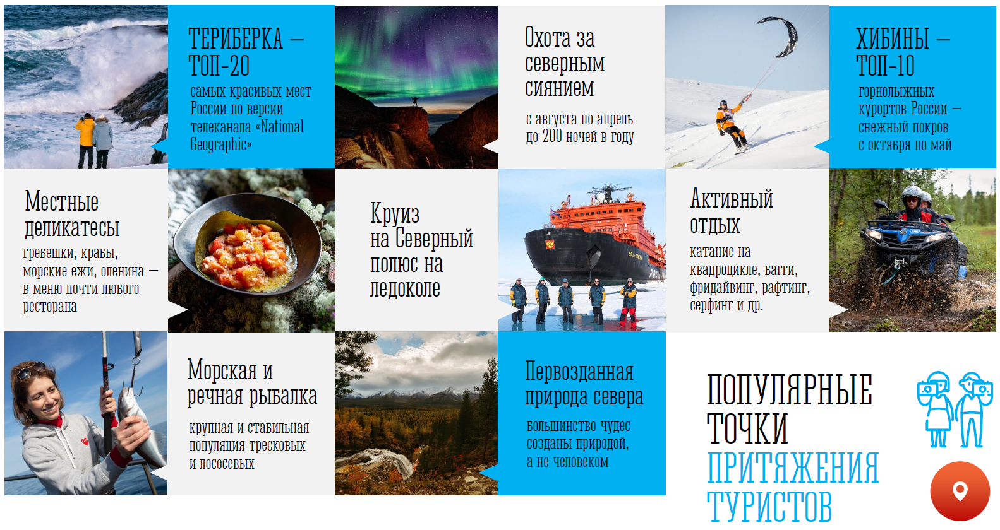 ТЕРИБЕРКА –
ТОП-20
самых красивых мест
России по версии
телеканала «National
Geographic»
Охота за
северным
сиянием
с августа по апрель
до 200 ночей в году
ХИБИНЫ –
ТОП-10
горнолыжных
курортов России –
снежный покров
с октября по май
Местные
деликатесы
гребешки, крабы,
морские ежи, оленина –
в меню почти любого
ресторана
Круиз
на Северный
полюс на
ледоколе
Активный
отдых
катание на
квадроцикле, багги,
фридайвинг, рафтинг,
серфинг и др.
Морская и
речная рыбалка
крупная и стабильная
популяция тресковых
и лососевых
Первозданная
природа севера
большинство чудес
созданы природой,
а не человеком
ПОПУЛЯРНЫЕ
ТОЧКИ
ПРИТЯЖЕНИЯ
ТУРИСТОВ